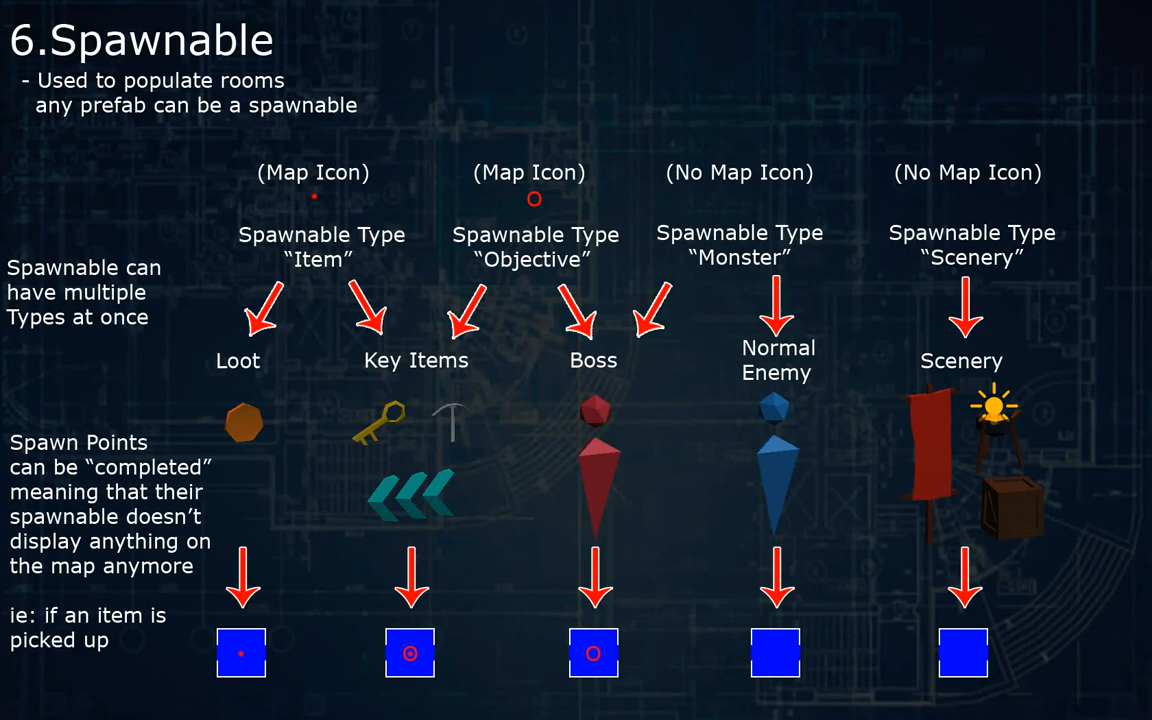 6.Spawnable
- Used to populate rooms
any prefab can be a spawnable
(Map Icon)
(Map Icon)
(No Map Icon)
(No Map Icon)
Spawnable Type
“Item”
Spawnable Type
“Objective”
Spawnable Type
“Monster”
Spawnable Type
“Scenery”
Spawnable can
have multiple
Types at once
Loot
Key Items
Boss
Normal
Enemy
Scenery
Spawn Points
can be “completed”
meaning that their
spawnable doesn’t
display anything on
the map anymore
ie: if an item is
picked up